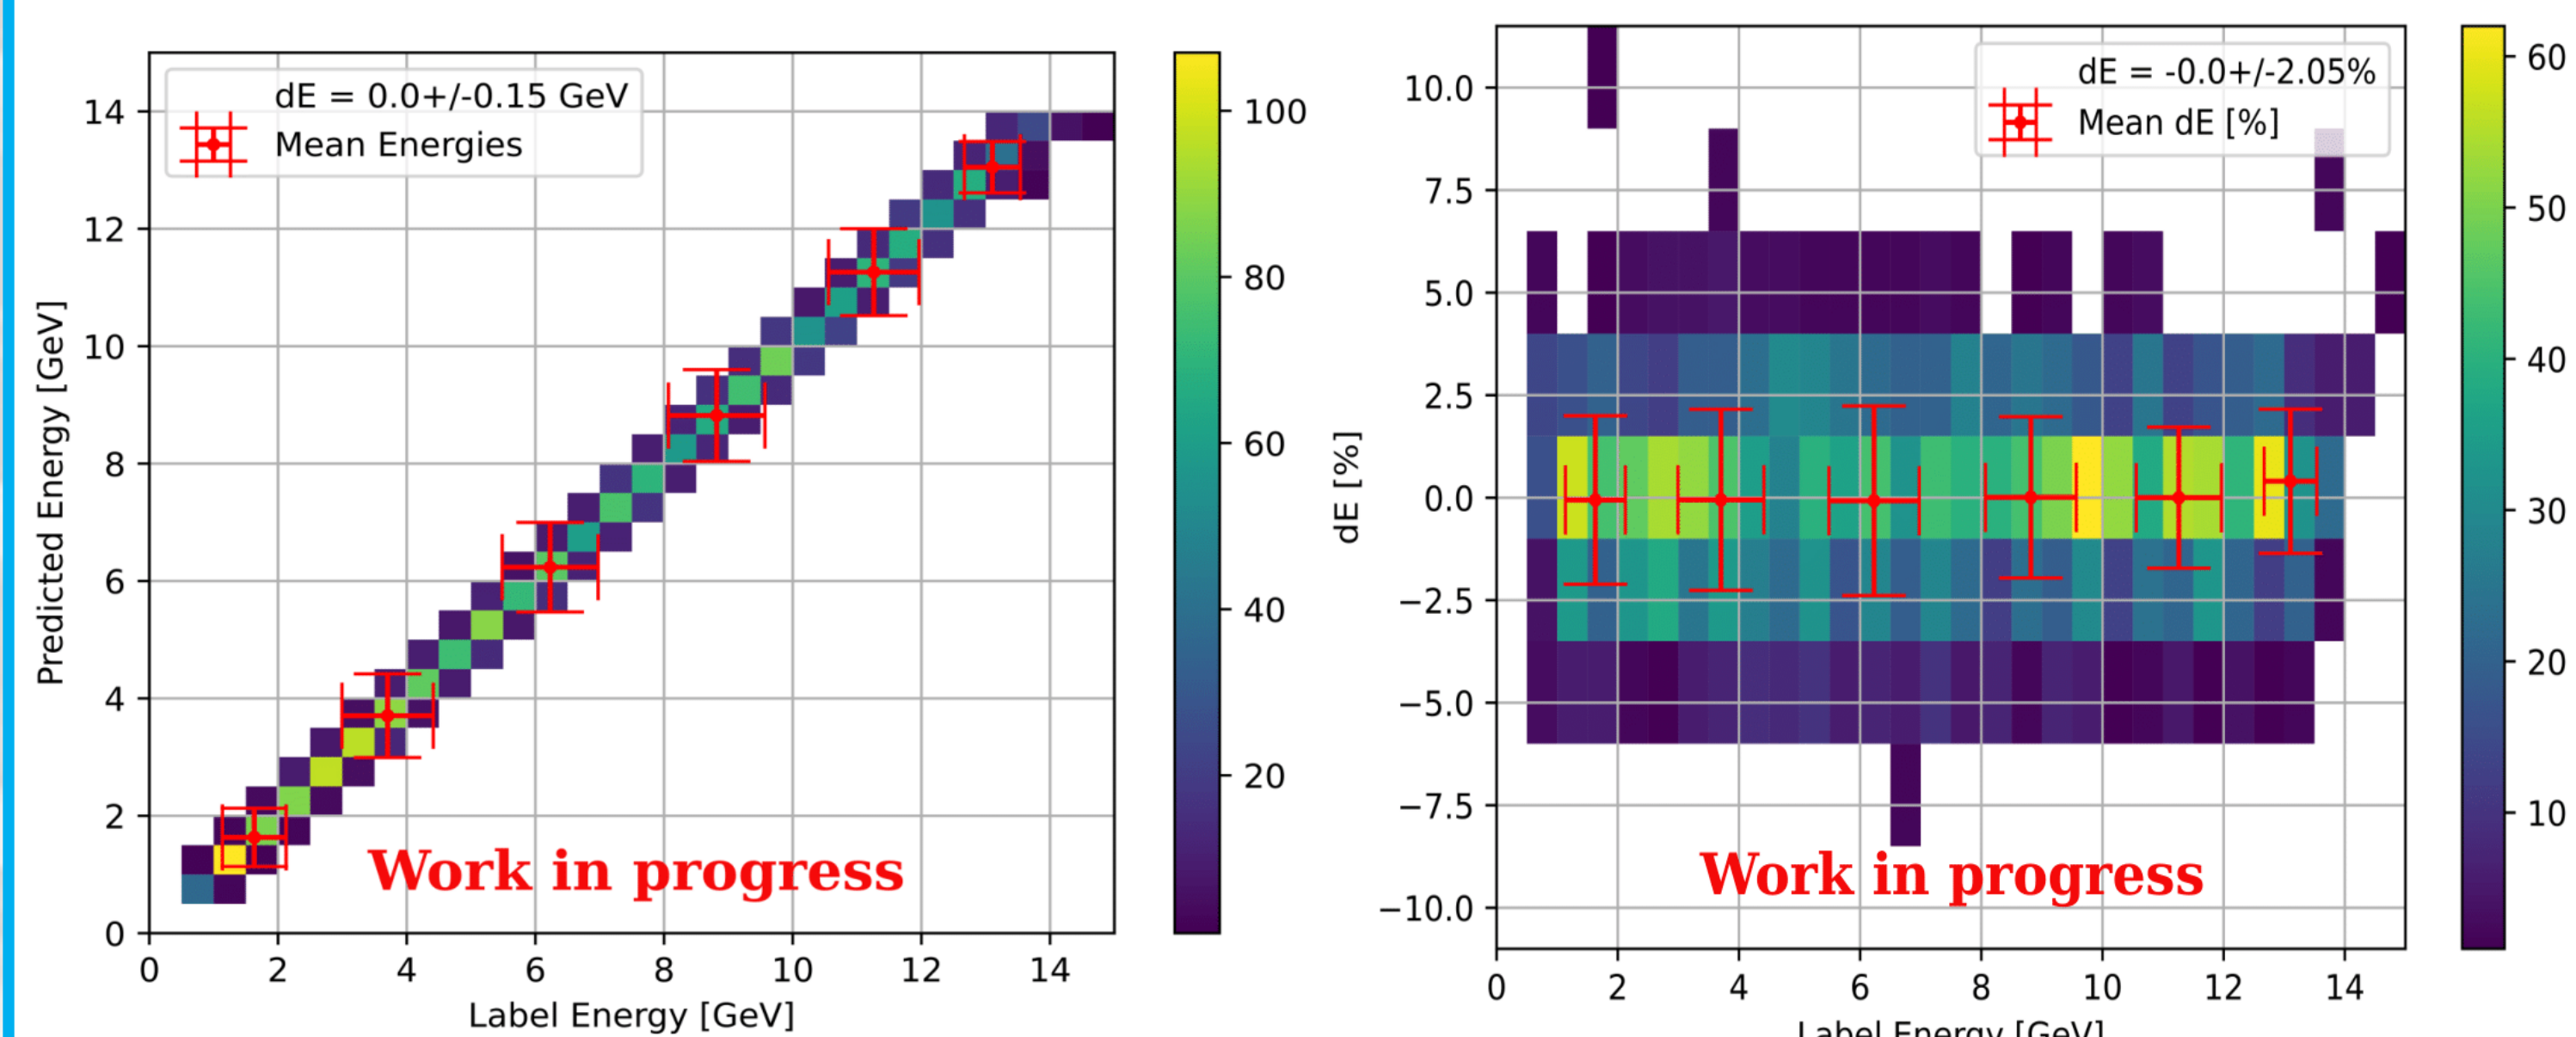 dE = 0.0+/-0.15 GeV
Mean Energies
14
12
10
8
6
4
2
0
Predicted Energy [GeV]
0 2 4 6 8 10 12 14
Label Energy [GeV]
Work in progress
100
80
60
40
20
dE = -0.0+/-2.05%
Mean dE [%]
10.0
7.5
5.0
2.5
0.0
−2.5
−5.0
−7.5
−10.0
dE [%]
0 2 4 6 8 10 12 14
Label Energy [GeV]
Work in progress
60
50
40
30
20
10